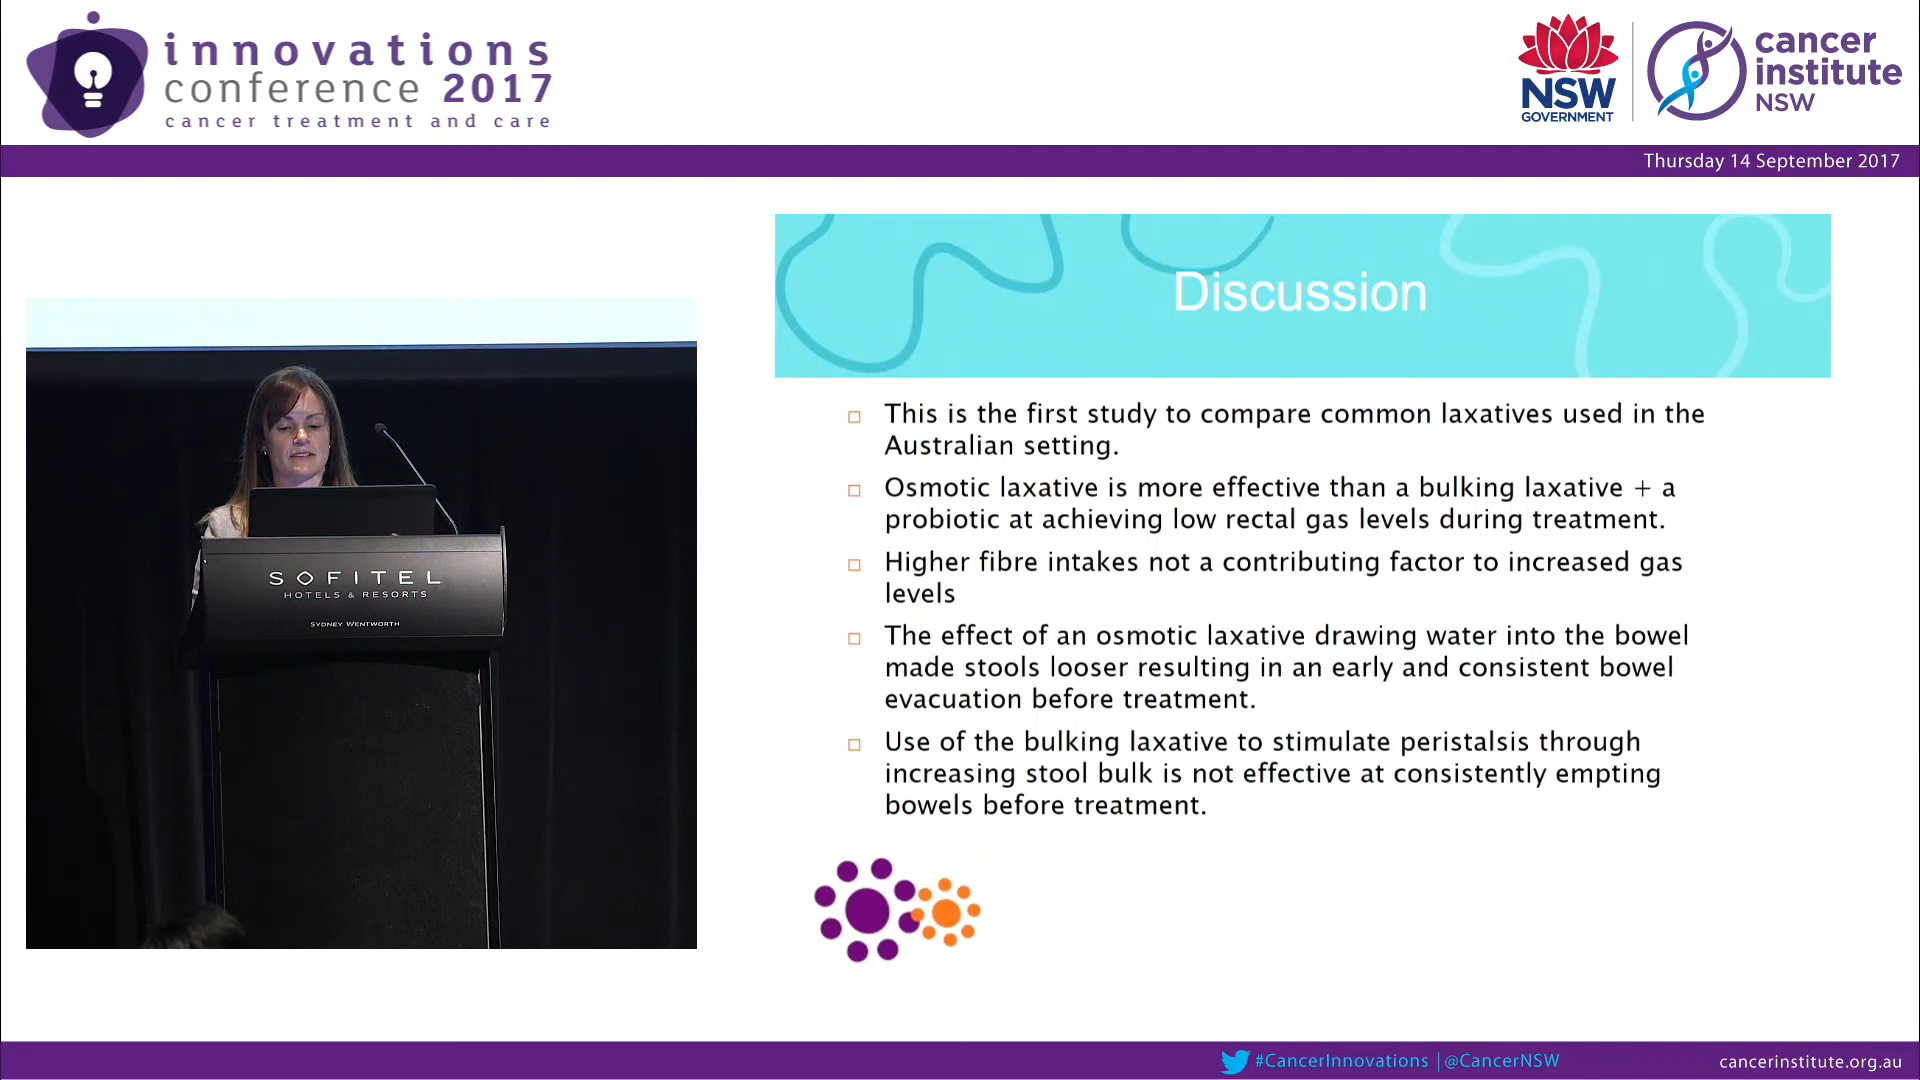 innovations
conference 2017
cancer treatment and care
NSW
GOVERNMENT
cancer
institute
NSW
Thursday 14 September 2017
Discussion
This is the first study to compare common laxatives used in the
Australian setting.
Osmotic laxative is more effective than a bulking laxative + a
probiotic at achieving low rectal gas levels during treatment.
Higher fibre intakes not a contributing factor to increased gas
levels
The effect of an osmotic laxative drawing water into the bowel
made stools looser resulting in an early and consistent bowel
evacuation before treatment.
Use of the bulking laxative to stimulate peristalsis through
increasing stool bulk is not effective at consistently empting
bowels before treatment.
SOFITEL
HOTELS & RESORTS
SYDNEY WENTWORTH
#CancerInnovations | @CancerNSW
cancerinstitute.org.au